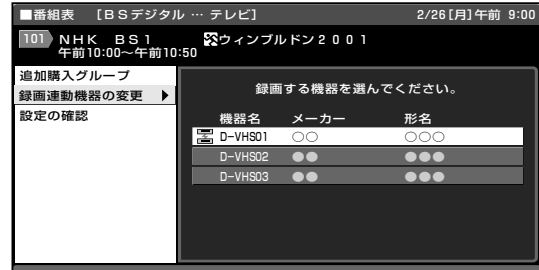 ■番組表 [BSデジタル … テレビ] 2/26[月]午前 9:00
101 NHK BS1 ウィンブルドン2001
午前10:00~午前10:50
追加購入グループ
録画連動機器の変更 ▶
設定の確認
録画する機器を選んでください。
機器名 メーカー 形名
D-VHS01 ○○ ○○○
D-VHS02 ●● ●●●
D-VHS03 ●● ●●●